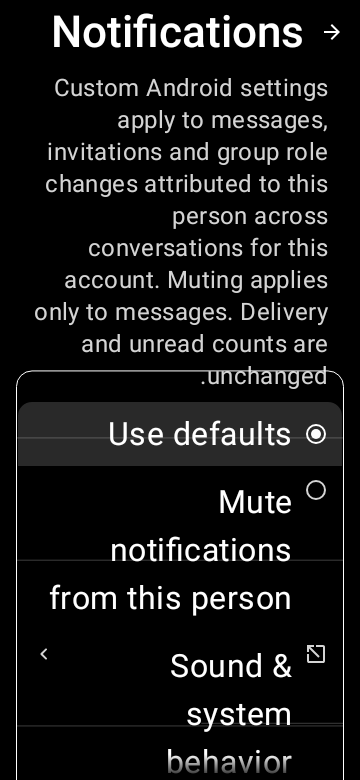 Notifications
Custom Android settings
apply to messages,
invitations and group role
changes attributed to this
person across
conversations for this
account. Muting applies
only to messages. Delivery
and unread counts are
.unchanged
Use defaults
Mute
notifications
from this person
Sound &
system
behavior